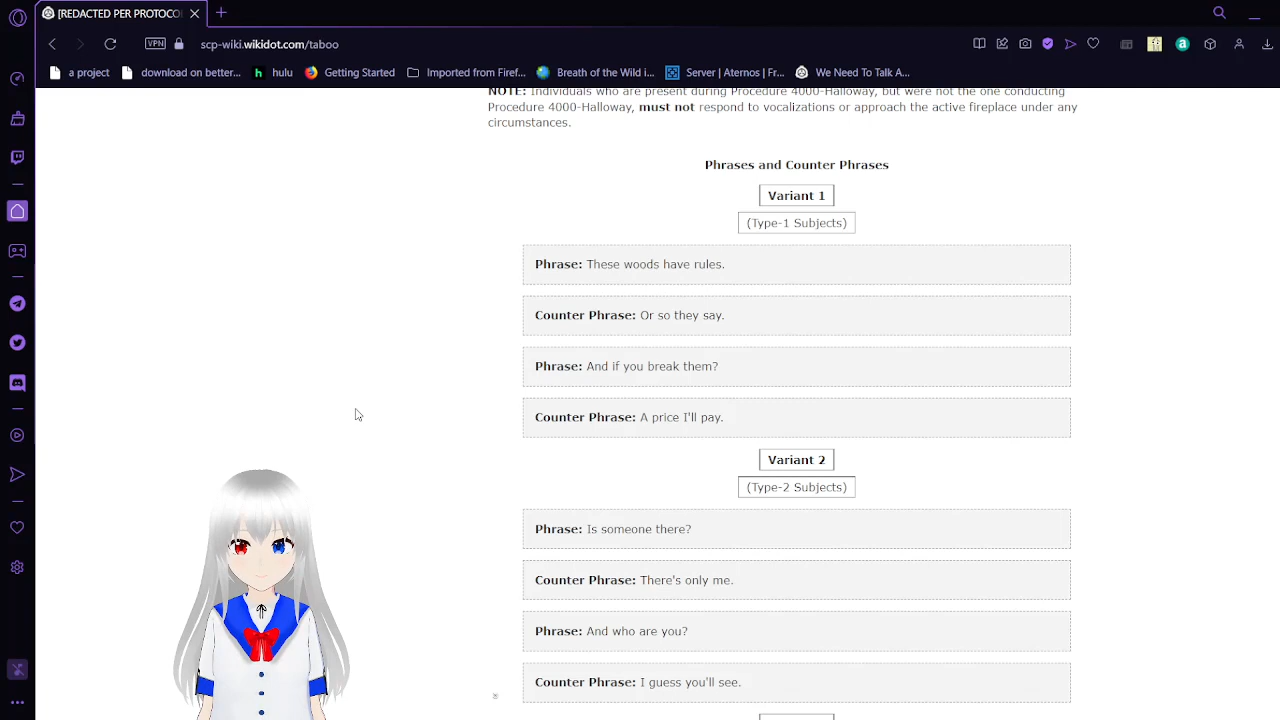 [REDACTED PER PROTOCO
VPN
scp-wiki.wikidot.com/taboo
a project
download on better...
hulu
Getting Started
Imported from Firef...
Breath of the Wild i...
Server | Aternos | Fr...
We Need To Talk A...
NOTE: Individuals who are present during Procedure 4000-Halloway, but were not the one conducting
Procedure 4000-Halloway, must not respond to vocalizations or approach the active fireplace under any
circumstances.
Phrases and Counter Phrases
Variant 1
(Type-1 Subjects)
Phrase: These woods have rules.
Counter Phrase: Or so they say.
Phrase: And if you break them?
Counter Phrase: A price I'll pay.
Variant 2
(Type-2 Subjects)
Phrase: Is someone there?
Counter Phrase: There's only me.
Phrase: And who are you?
Counter Phrase: I guess you'll see.